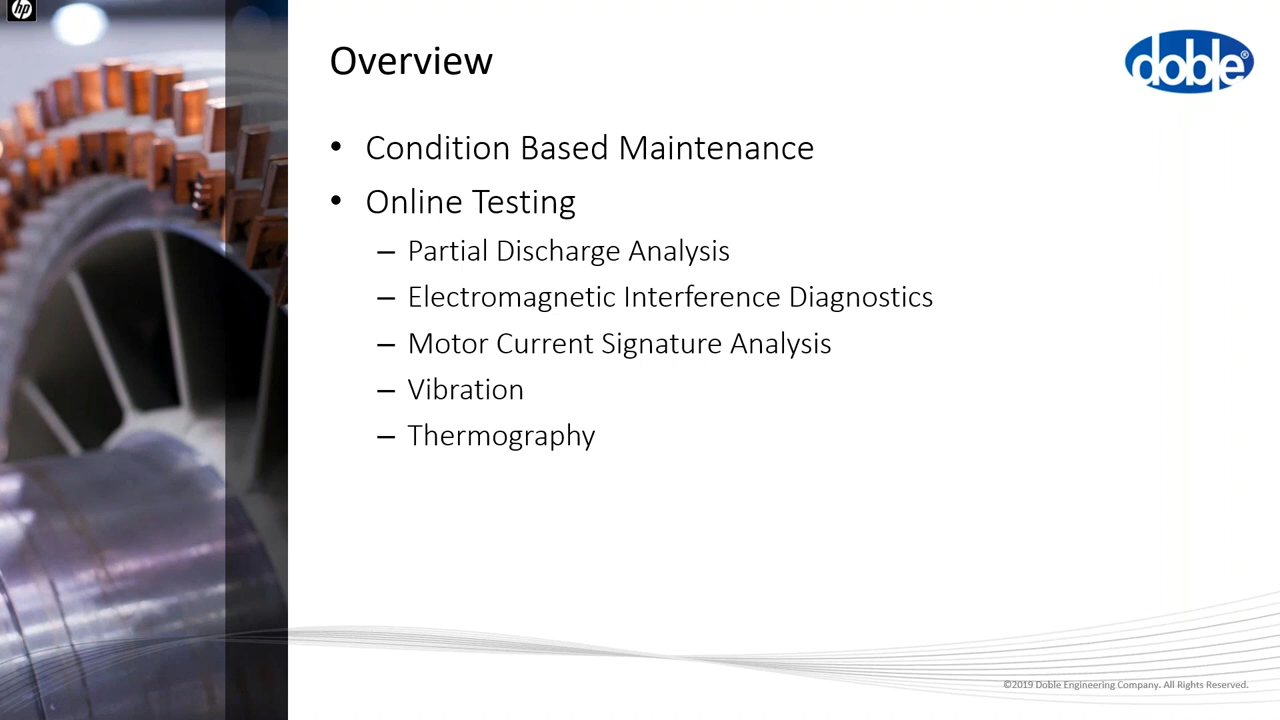 hp
Overview
doble®
• Condition Based Maintenance
• Online Testing
– Partial Discharge Analysis
– Electromagnetic Interference Diagnostics
– Motor Current Signature Analysis
– Vibration
– Thermography
©2019 Doble Engineering Company. All Rights Reserved.